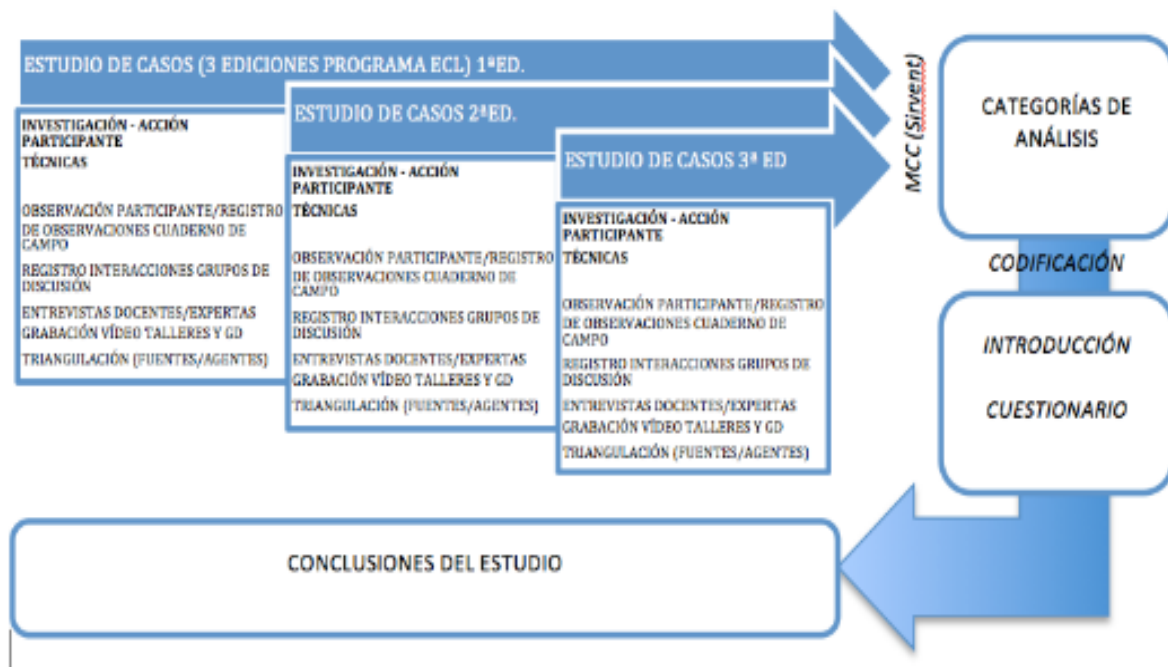 ESTUDIO DE CASOS (3 EDICIONES PROGRAMA ECL) 1ªED.
INVESTIGACIÓN - ACCIÓN
PARTICIPANTE
TÉCNICAS
OBSERVACIÓN PARTICIPANTE/REGISTRO
DE OBSERVACIONES CUADERNO DE
CAMPO
REGISTRO INTERACCIONES GRUPOS DE
DISCUSIÓN
ENTREVISTAS DOCENTES/EXPERTAS
GRABACIÓN VÍDEO TALLERES Y GD
TRIANGULACIÓN (FUENTES/AGENTES)
ESTUDIO DE CASOS 2ªED.
INVESTIGACIÓN - ACCIÓN
PARTICIPANTE
TÉCNICAS
OBSERVACIÓN PARTICIPANTE/REGISTRO
DE OBSERVACIONES CUADERNO DE
CAMPO
REGISTRO INTERACCIONES GRUPOS DE
DISCUSIÓN
ENTREVISTAS DOCENTES/EXPERTAS
GRABACIÓN VÍDEO TALLERES Y GD
TRIANGULACIÓN (FUENTES/AGENTES)
ESTUDIO DE CASOS 3ª ED
INVESTIGACIÓN - ACCIÓN
PARTICIPANTE
TÉCNICAS
OBSERVACIÓN PARTICIPANTE/REGISTRO
DE OBSERVACIONES CUADERNO DE
CAMPO
REGISTRO INTERACCIONES GRUPOS DE
DISCUSIÓN
ENTREVISTAS DOCENTES/EXPERTAS
GRABACIÓN VÍDEO TALLERES Y GD
TRIANGULACIÓN (FUENTES/AGENTES)
MCC (Sirvent)
CATEGORÍAS DE
ANÁLISIS
CODIFICACIÓN
INTRODUCCIÓN
CUESTIONARIO
CONCLUSIONES DEL ESTUDIO